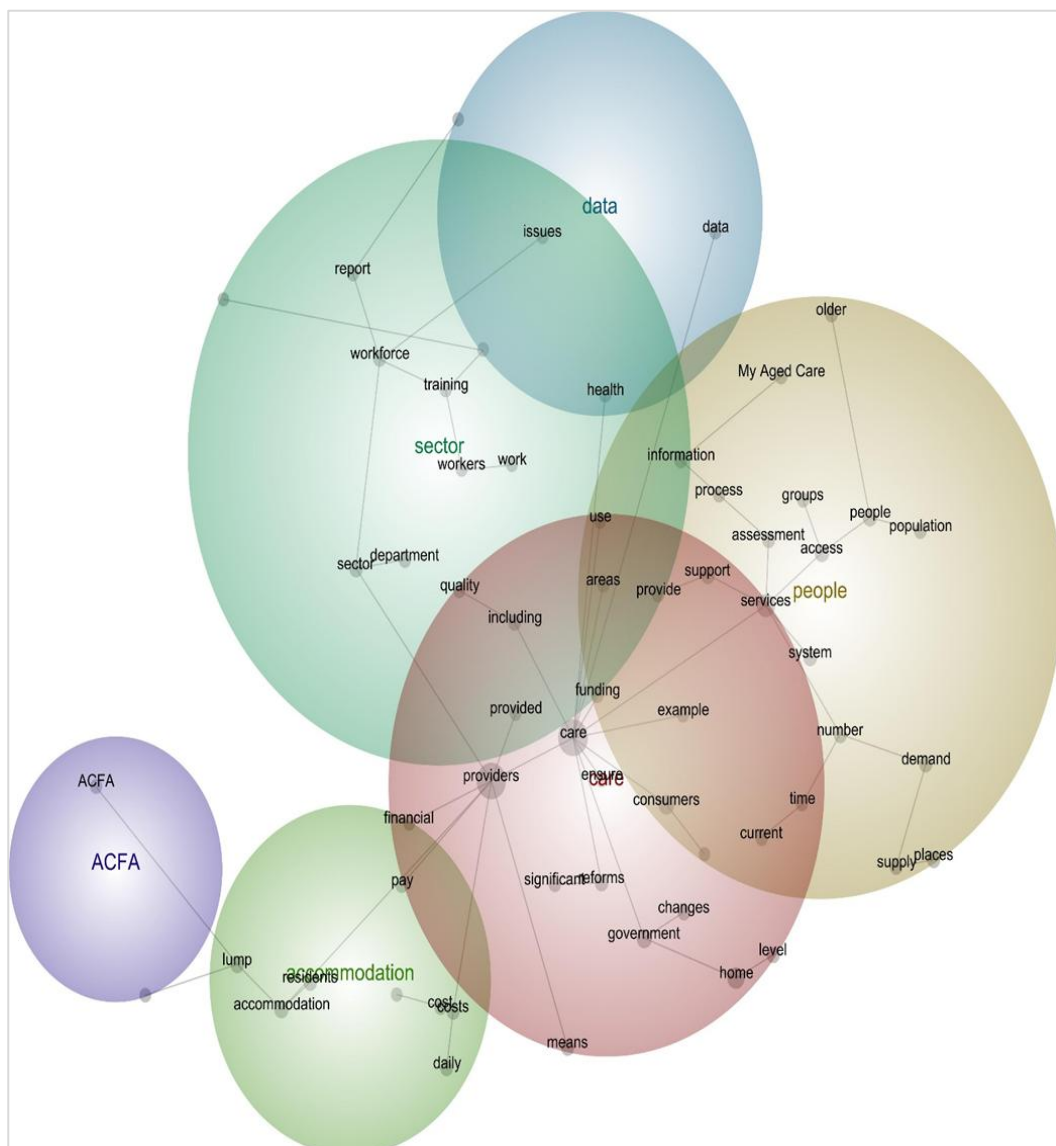 data
issues
data
report
older
workforce
My Aged Care
training
health
sector
information
workers
work
process
groups
use
people
population
assessment
access
sector
department
areas
support
quality
provide
services
people
including
system
funding
provided
example
care
number
demand
ensure
providers
care
ACFA
consumers
time
financial
current
places
ACFA
supply
pay
significant
reforms
changes
government
lump
level
accommodation
residents
home
accommodation
cost
costs
means
daily